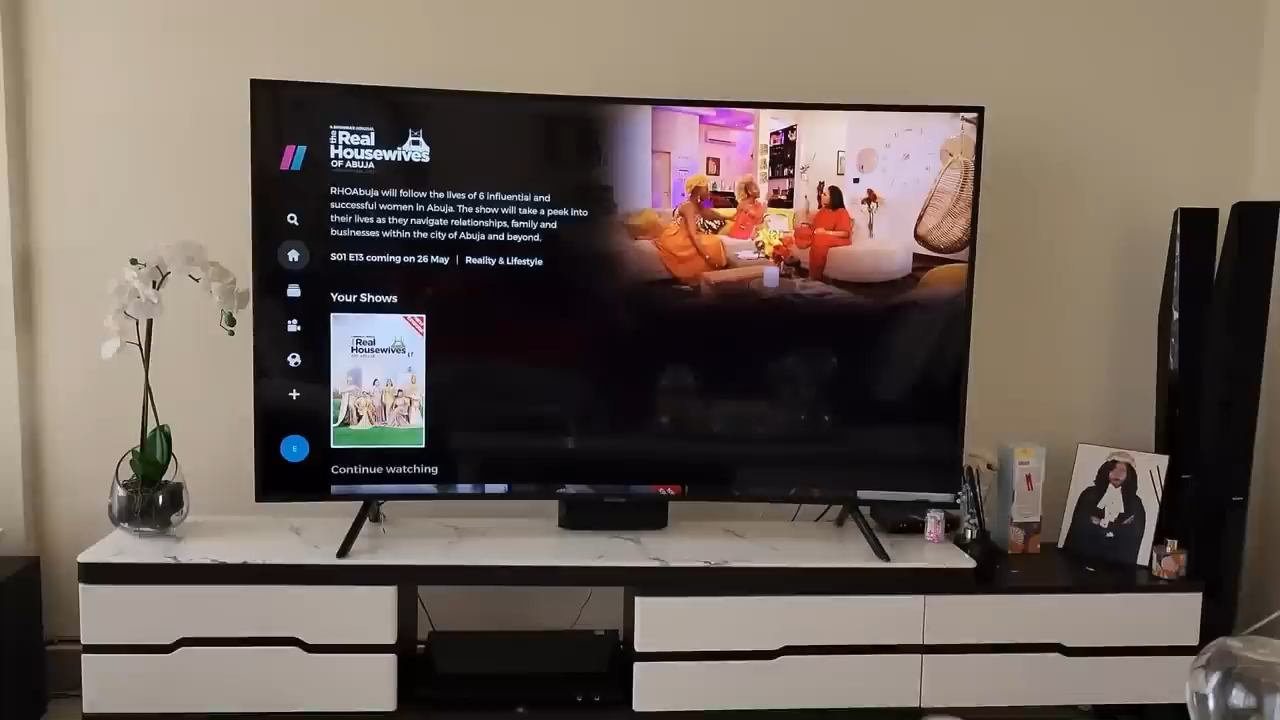 the Real
Housewives
OF ABUJA
RHOAbuja will follow the lives of 6 influential and
successful women in Abuja. The show will take a peek into
their lives as they navigate relationships, family and
businesses within the city of Abuja and beyond.
S01 E13 coming on 26 May | Reality & Lifestyle
Your Shows
the Real
Housewives
OF ABUJA
E
Continue watching